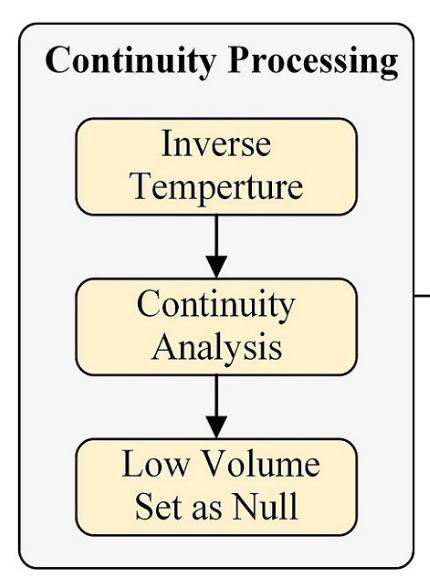 Continuity Processing
Inverse
Temperture
Continuity
Analysis
Low Volume
Set as Null